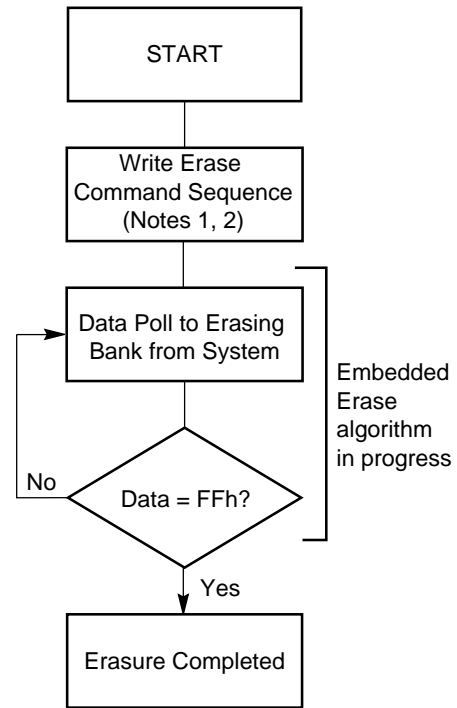 START
Write Erase
Command Sequence
(Notes 1, 2)
Data Poll to Erasing
Bank from System
Embedded
Erase
algorithm
in progress
No
Data = FFh?
Yes
Erasure Completed